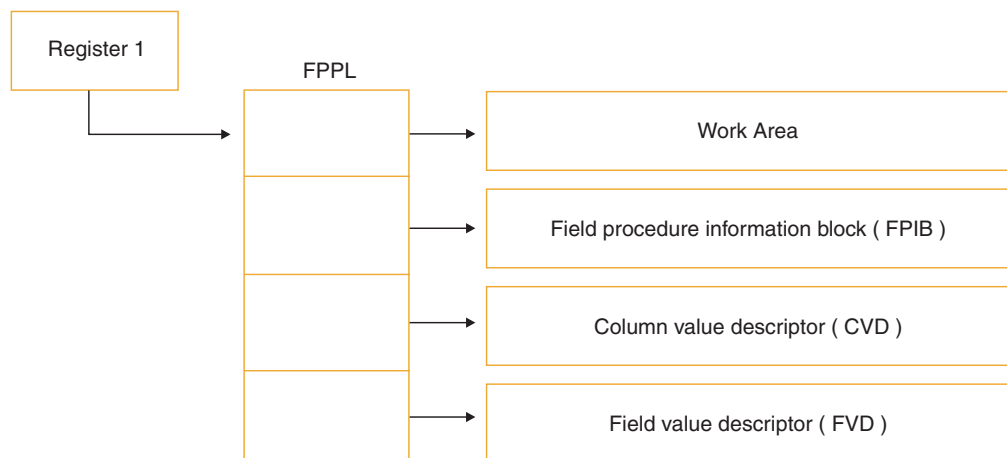 Register 1
FPPL
Work Area
Field procedure information block ( FPIB )
Column value descriptor ( CVD )
Field value descriptor ( FVD )